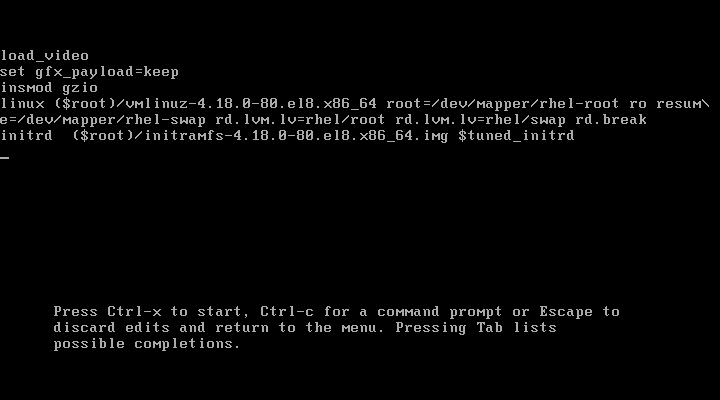 load_video
set gfx_payload=keep
insmod gzio
linux ($root)/vmlinuz-4.18.0-80.el8.x86_64 root=/dev/mapper/rhel-root ro resum\
e=/dev/mapper/rhel-swap rd.lvm.lv=rhel/root rd.lvm.lv=rhel/swap rd.break
initrd  ($root)/initramfs-4.18.0-80.el8.x86_64.img $tuned_initrd
Press Ctrl-x to start, Ctrl-c for a command prompt or Escape to
discard edits and return to the menu. Pressing Tab lists
possible completions.